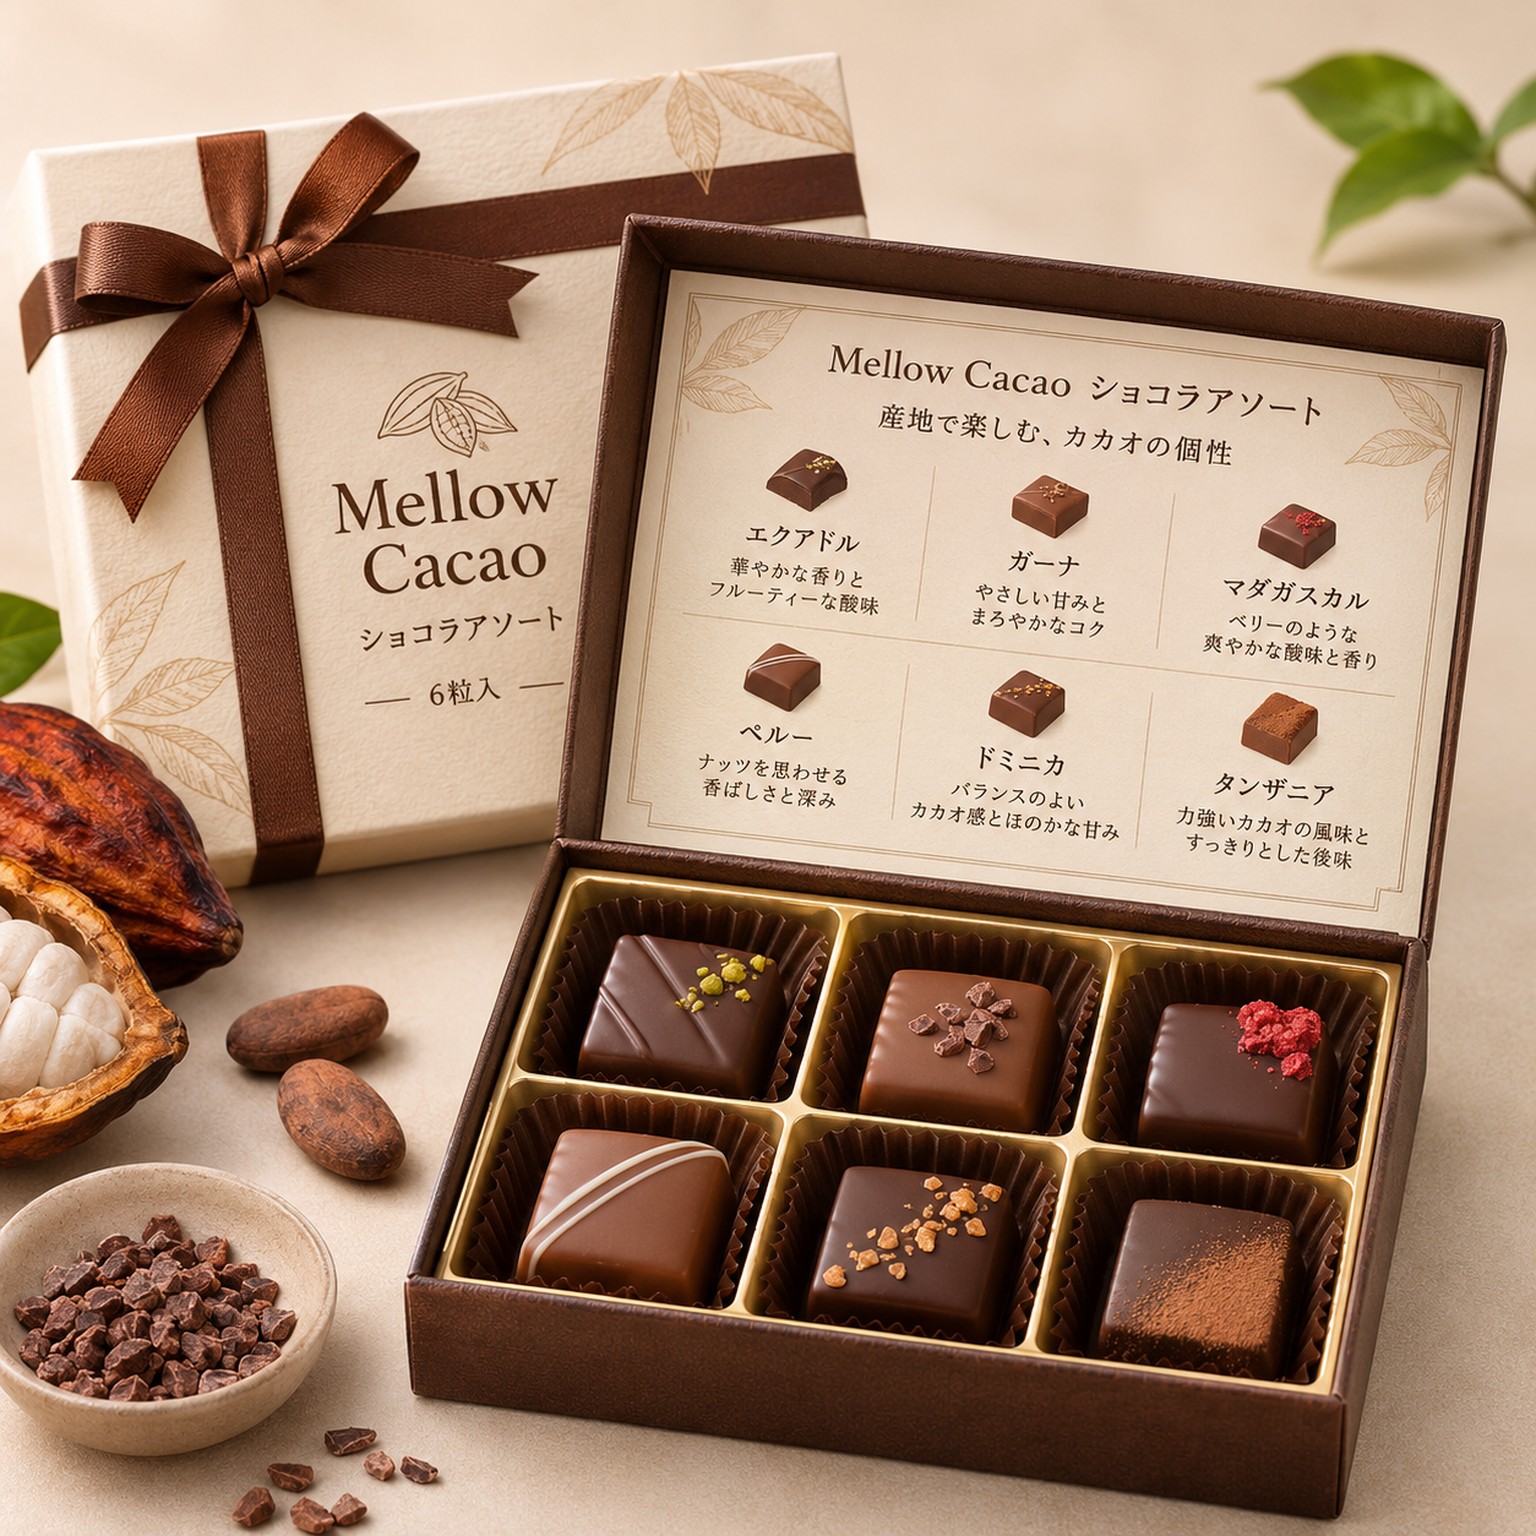 Mellow
Cacao
ショコラアソート
6粒入
Mellow Cacao ショコラアソート
産地で楽しむ、カカオの個性
エクアドル
華やかな香りと
フルーティーな酸味
ガーナ
やさしい甘みと
まろやかなコク
マダガスカル
ベリーのような
爽やかな酸味と香り
ペルー
ナッツを思わせる
香ばしさと深み
ドミニカ
バランスのよい
カカオ感とほのかな甘み
タンザニア
力強いカカオの風味と
すっきりとした後味